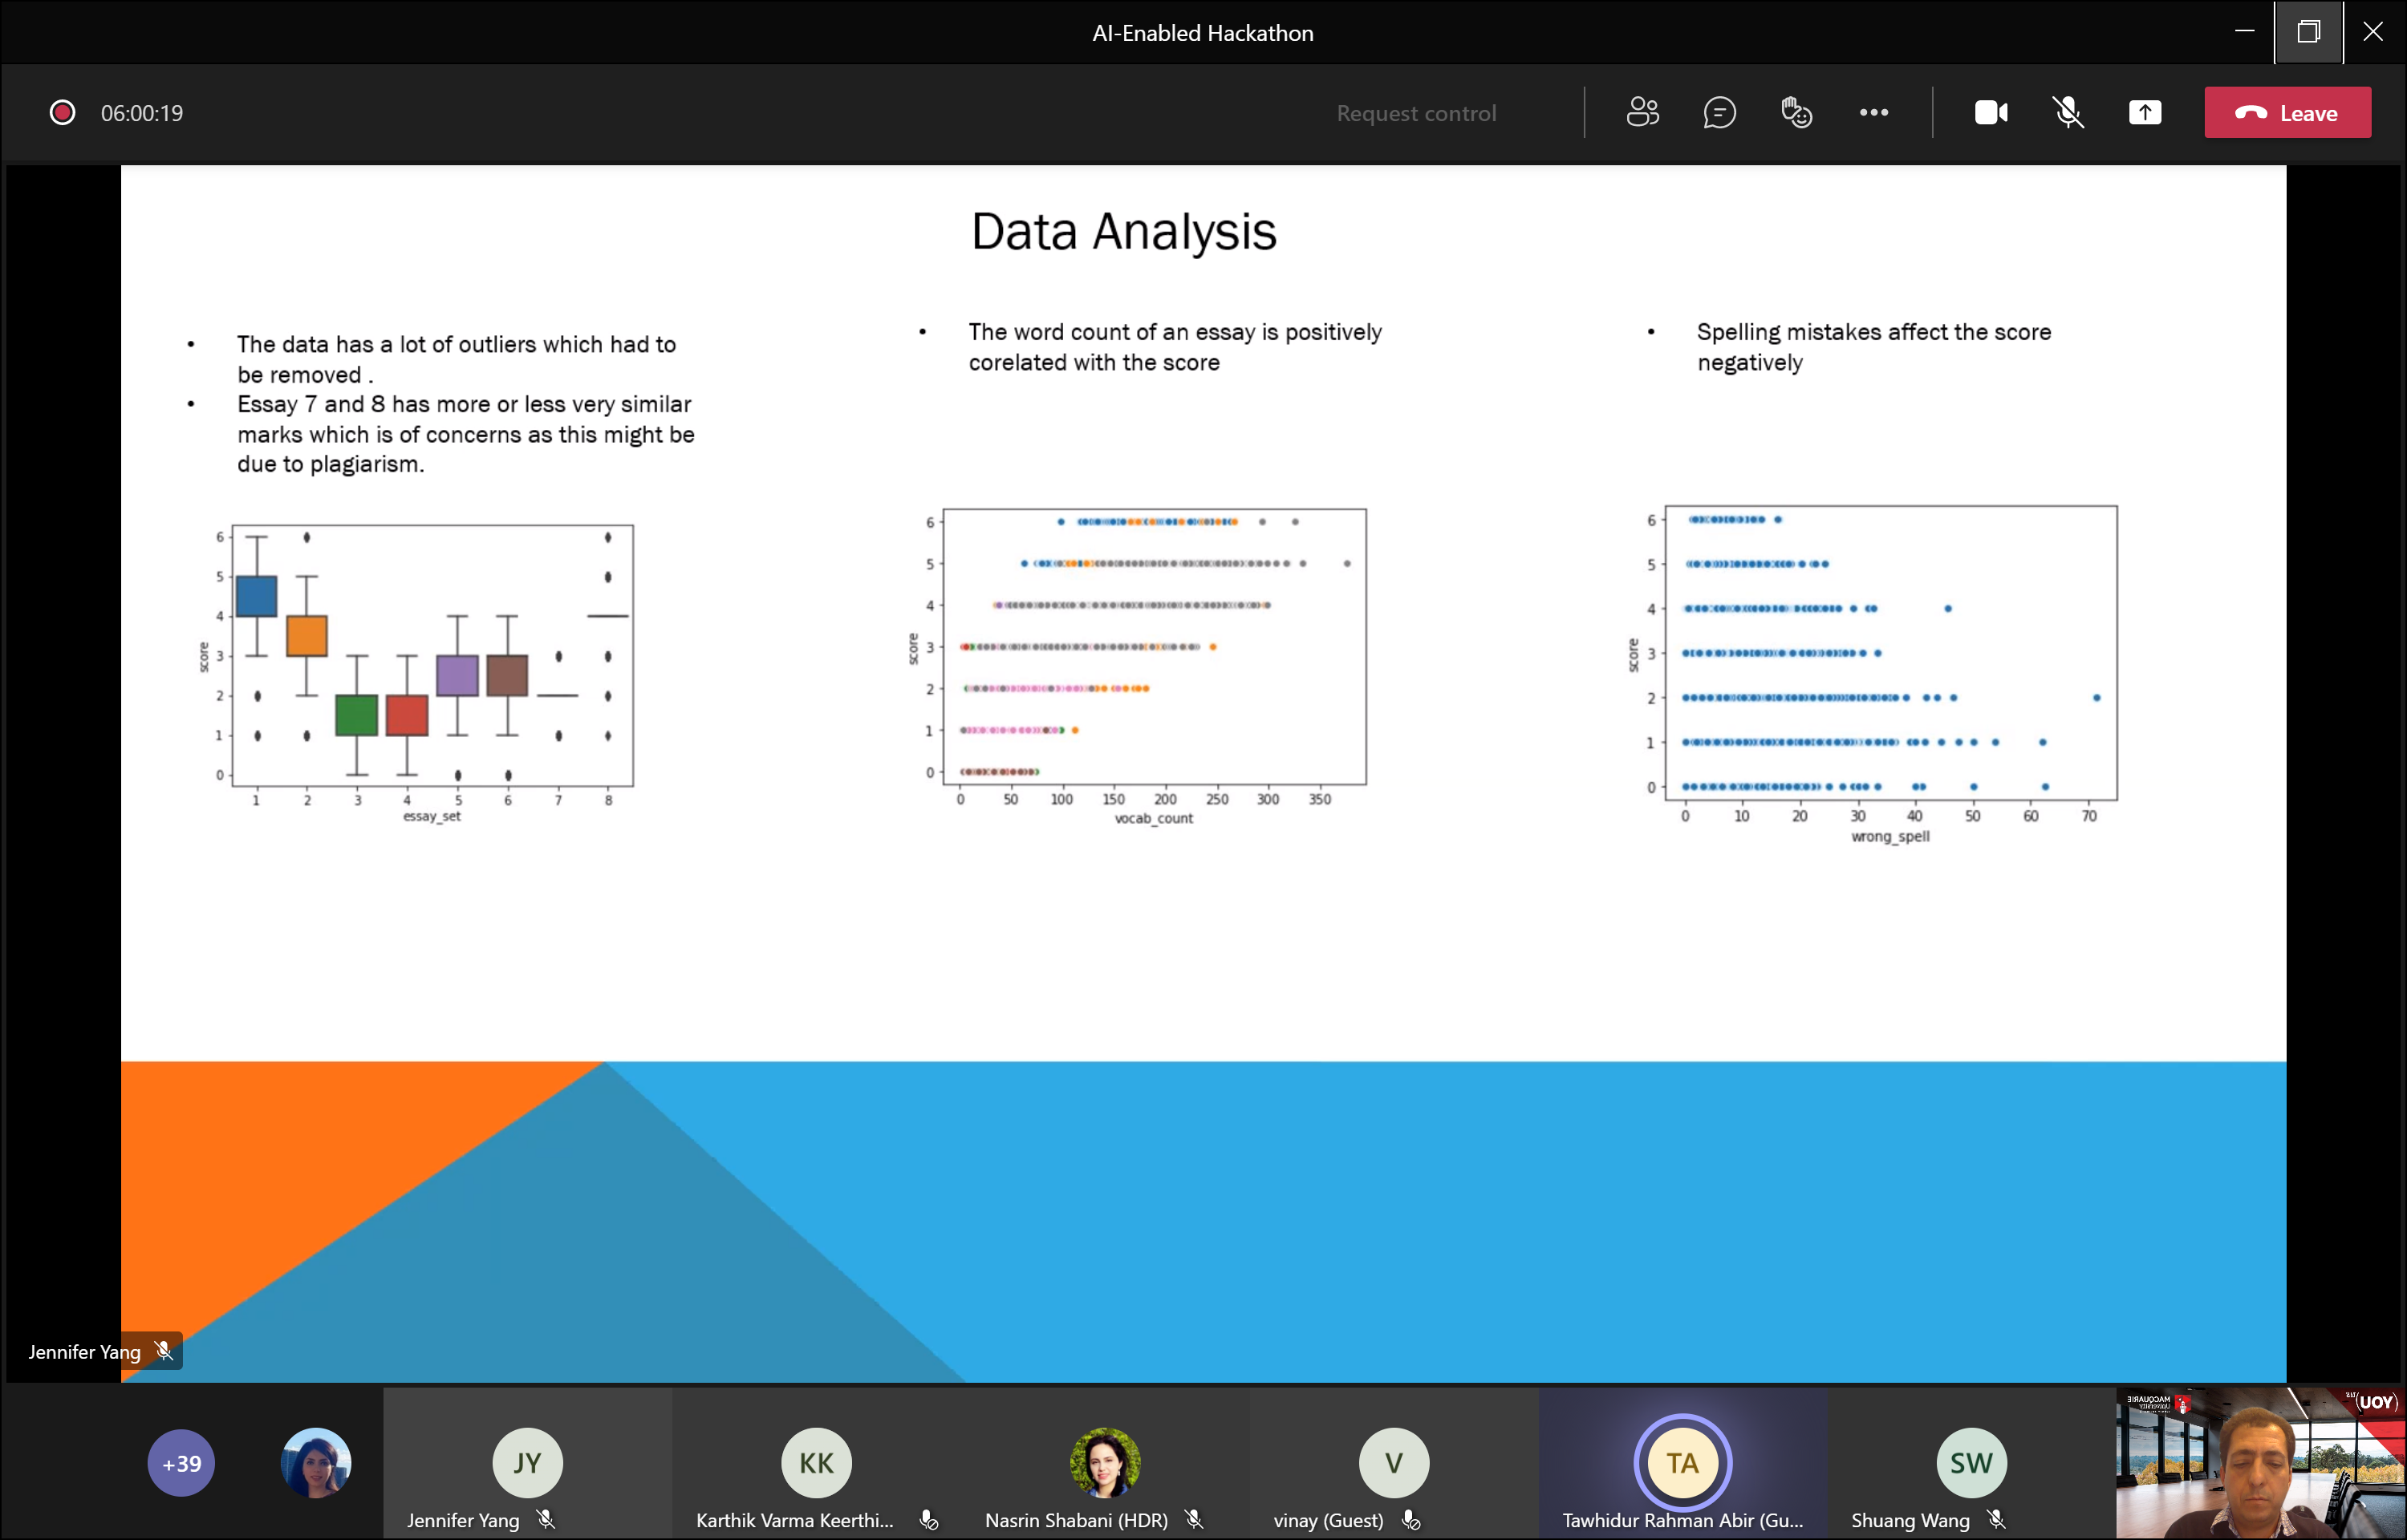 AI-Enabled Hackathon
06:00:19
Request control
Leave
Data Analysis
• The data has a lot of outliers which had to
be removed .
• Essay 7 and 8 has more or less very similar
marks which is of concerns as this might be
due to plagiarism.
• The word count of an essay is positively
corelated with the score
• Spelling mistakes affect the score
negatively
6
5
4
3
2
1
0
score
1 2 3 4 5 6 7 8
essay_set
6
5
4
3
2
1
0
score
0 50 100 150 200 250 300 350
vocab_count
6
5
4
3
2
1
0
score
0 10 20 30 40 50 60 70
wrong_spell
Jennifer Yang
+39
JY
Jennifer Yang
KK
Karthik Varma Keerthi...
Nasrin Shabani (HDR)
V
vinay (Guest)
TA
Tawhidur Rahman Abir (Gu...
SW
Shuang Wang
MACQUARIE
University
YOU)